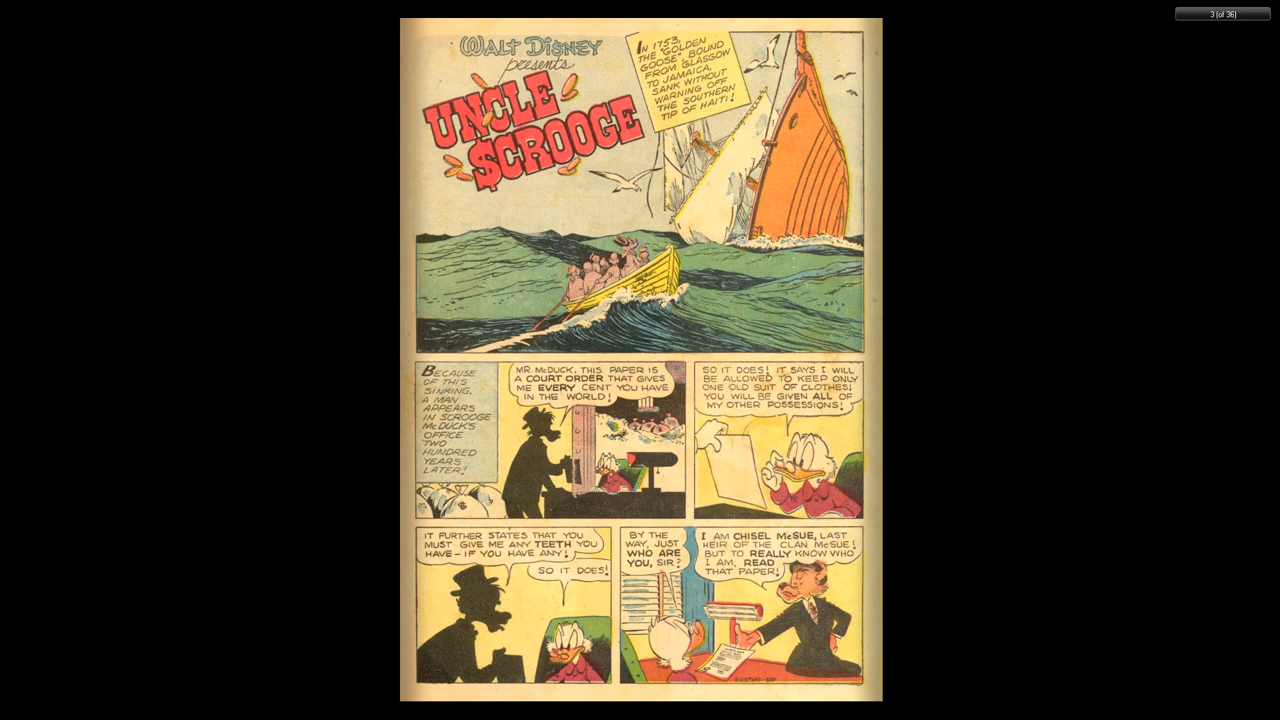 3 (of 36)
WALT DISNEY
presents
UNCLE
$CROOGE
IN 1753,
THE "GOLDEN
GOOSE", BOUND
FROM GLASGOW
TO JAMAICA,
SANK WITHOUT
WARNING OFF
THE SOUTHERN
TIP OF HAITI!
BECAUSE
OF THIS
SINKING,
A MAN
APPEARS
IN SCROOGE
McDUCK'S
OFFICE
TWO
HUNDRED
YEARS
LATER!
MR. McDUCK, THIS PAPER IS
A COURT ORDER THAT GIVES
ME EVERY CENT YOU HAVE
IN THE WORLD!
SO IT DOES! IT SAYS I WILL
BE ALLOWED TO KEEP ONLY
ONE OLD SUIT OF CLOTHES!
YOU WILL BE GIVEN ALL OF
MY OTHER POSSESSIONS!
IT FURTHER STATES THAT YOU
MUST GIVE ME ANY TEETH YOU
HAVE — IF YOU HAVE ANY!
SO IT DOES!
BY THE
WAY, JUST
WHO ARE
YOU, SIR?
I AM CHISEL McSUE, LAST
HEIR OF THE CLAN McSUE!
BUT TO REALLY KNOW WHO
I AM, READ
THAT PAPER!